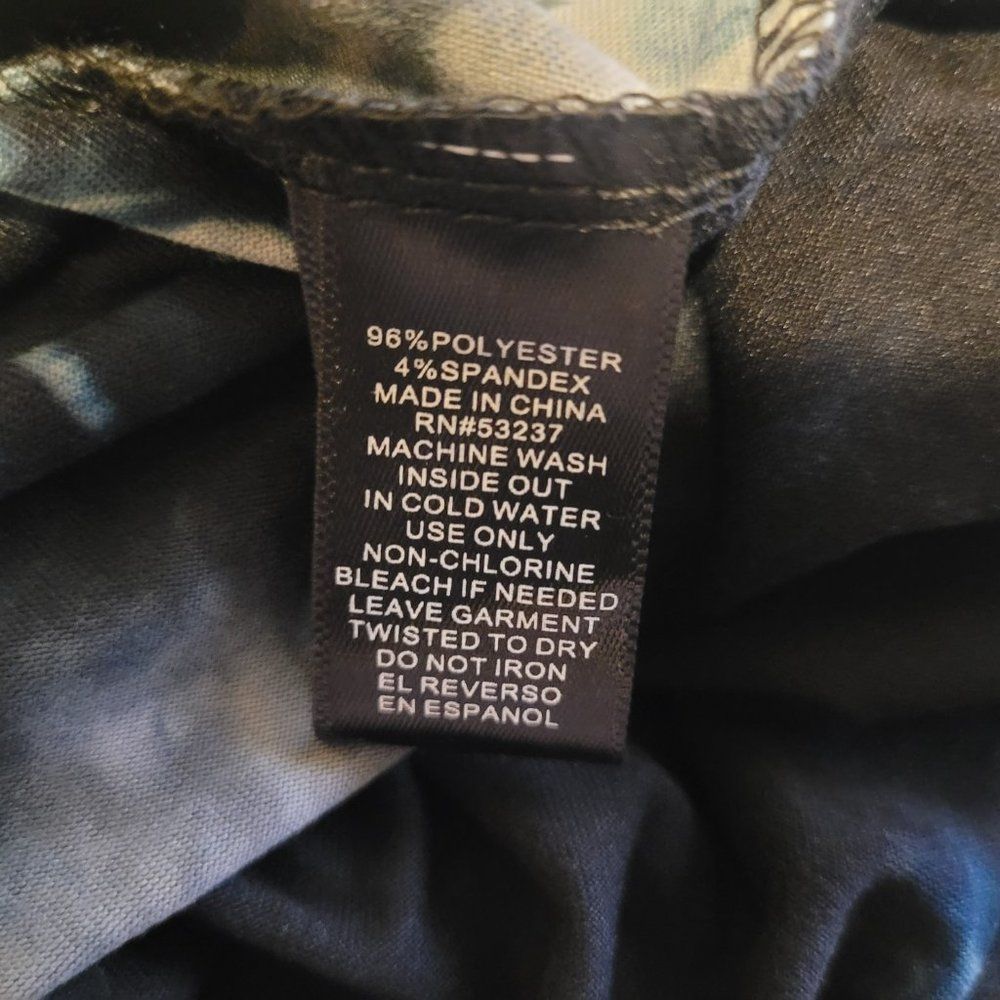 96%POLYESTER
4%SPANDEX
MADE IN CHINA
RN#53237
MACHINE WASH
INSIDE OUT
IN COLD WATER
USE ONLY
NON-CHLORINE
BLEACH IF NEEDED
LEAVE GARMENT
TWISTED TO DRY
DO NOT IRON
EL REVERSO
EN ESPANOL